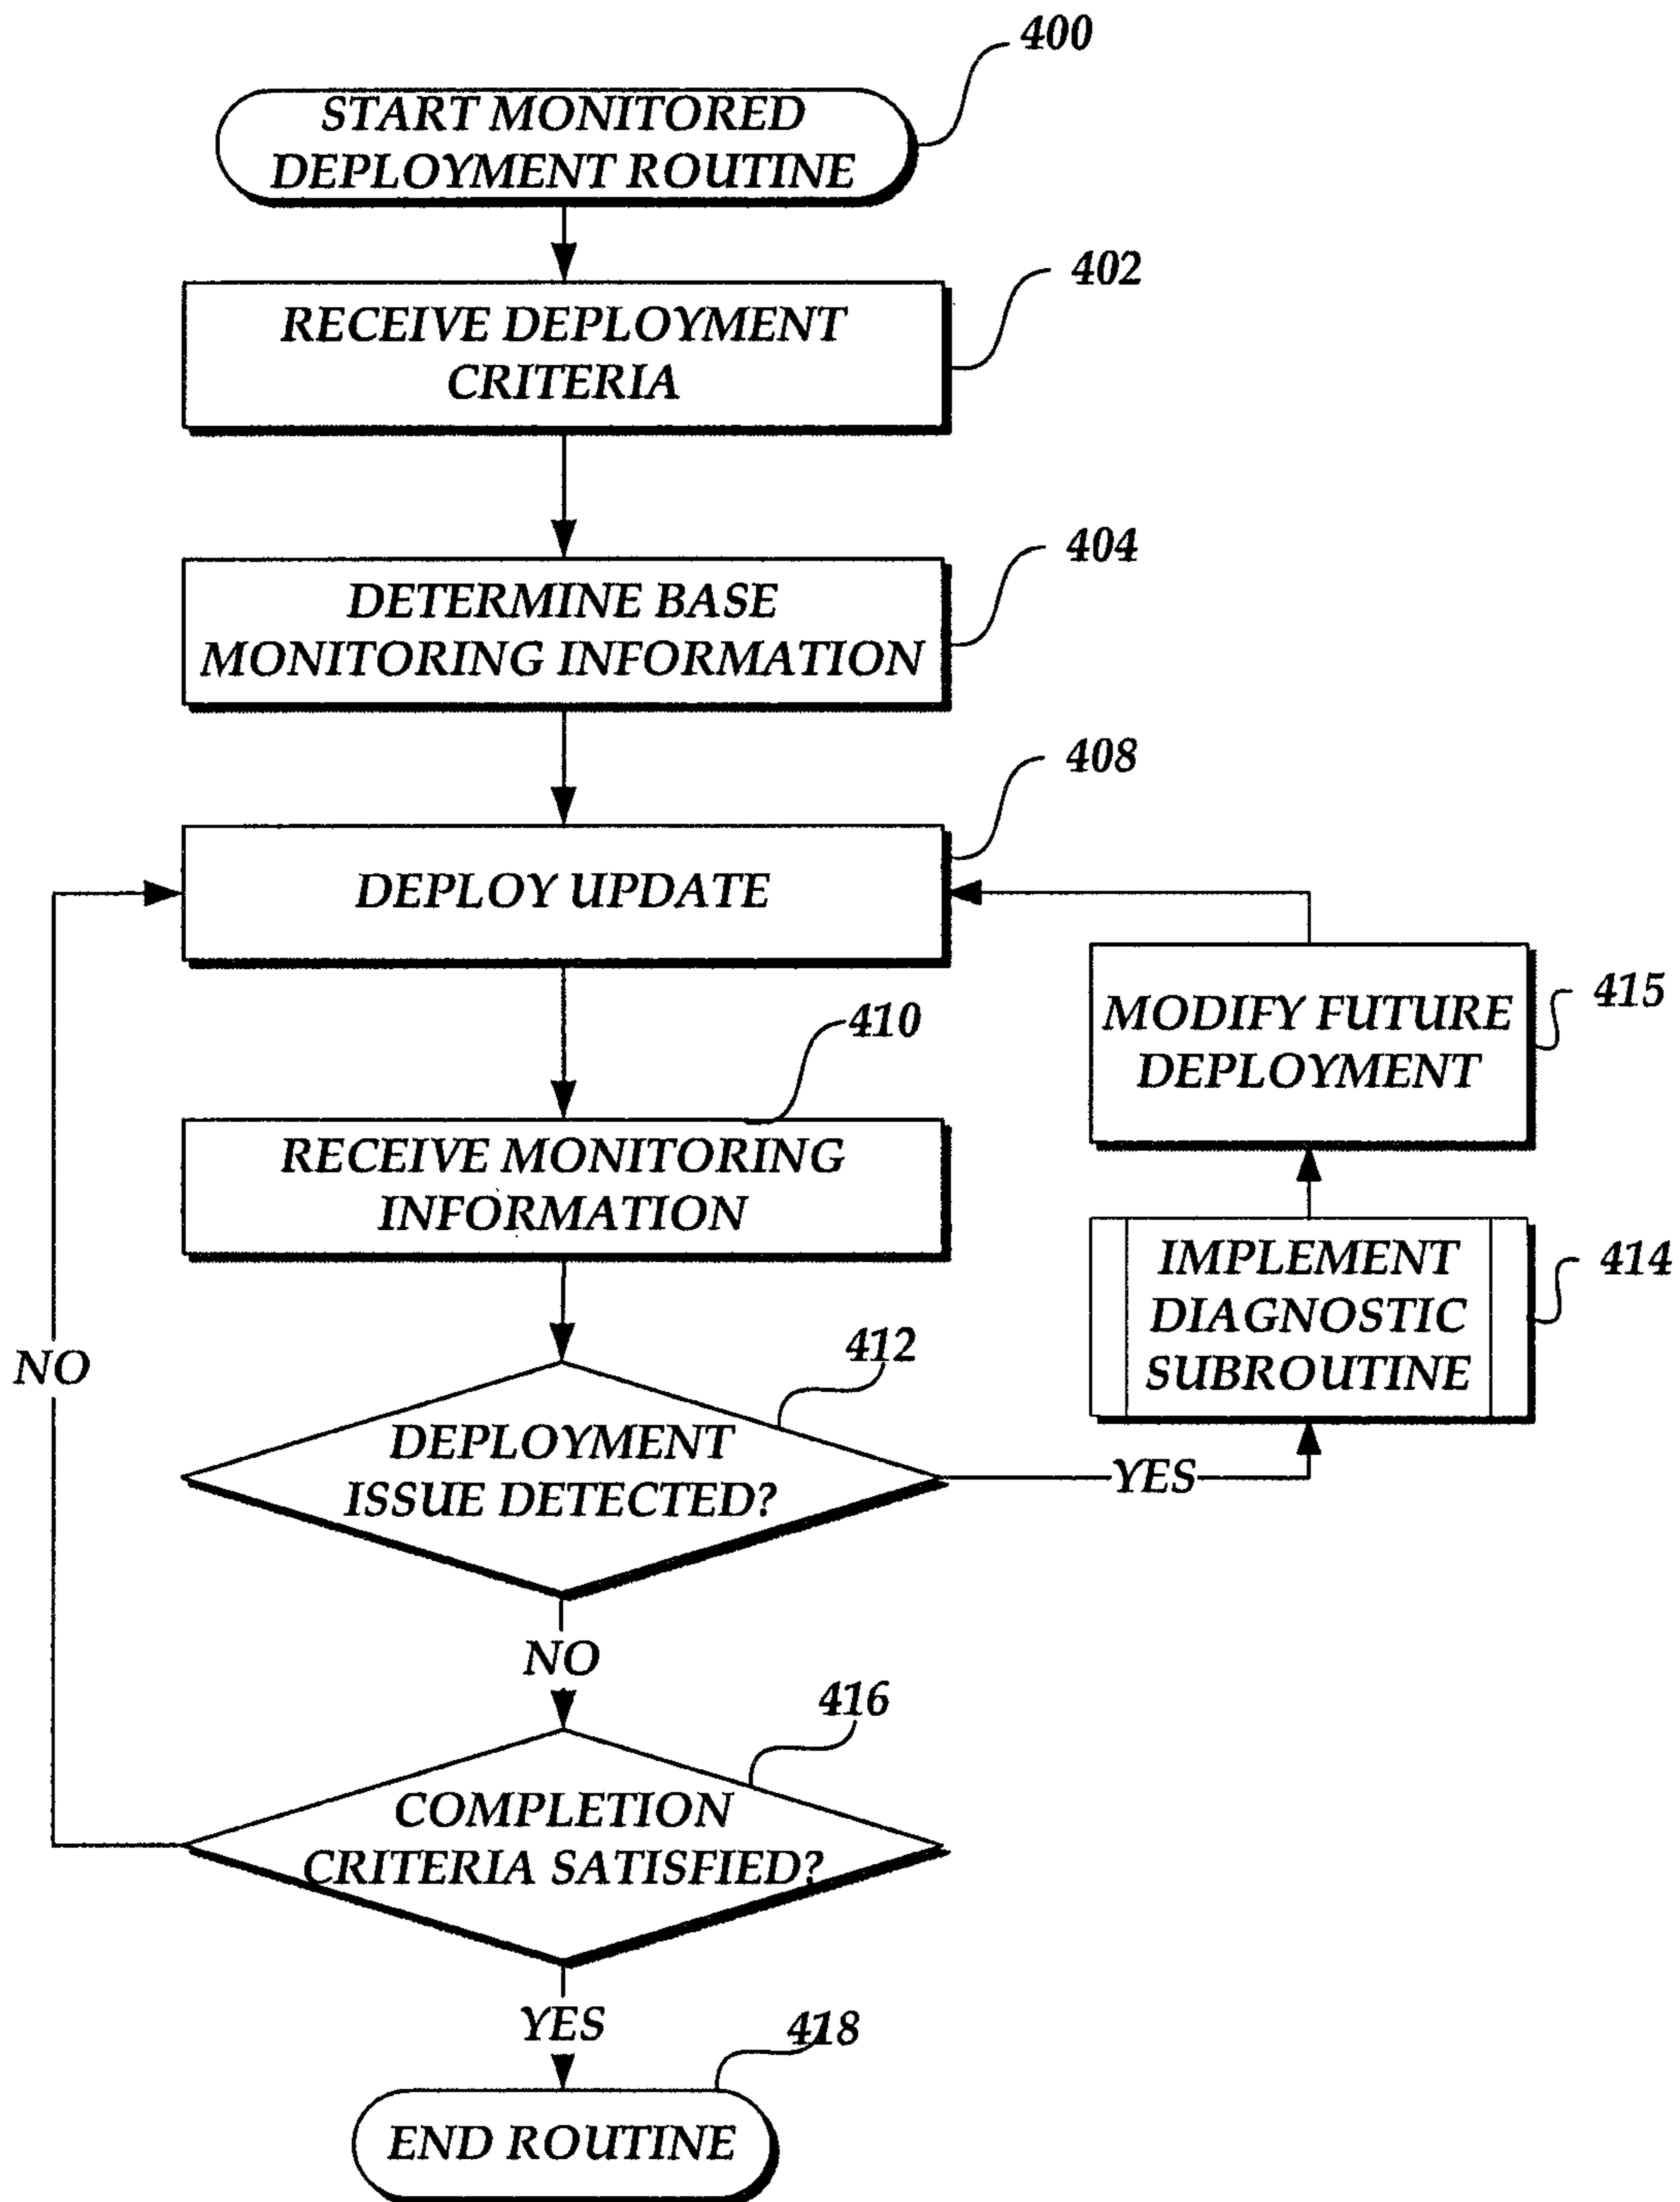 400
START MONITORED
DEPLOYMENT ROUTINE
402
RECEIVE DEPLOYMENT
CRITERIA
404
DETERMINE BASE
MONITORING INFORMATION
408
DEPLOY UPDATE
415
MODIFY FUTURE
DEPLOYMENT
410
RECEIVE MONITORING
INFORMATION
414
IMPLEMENT
DIAGNOSTIC
SUBROUTINE
NO
412
DEPLOYMENT
ISSUE DETECTED?
YES
NO
416
COMPLETION
CRITERIA SATISFIED?
YES
418
END ROUTINE